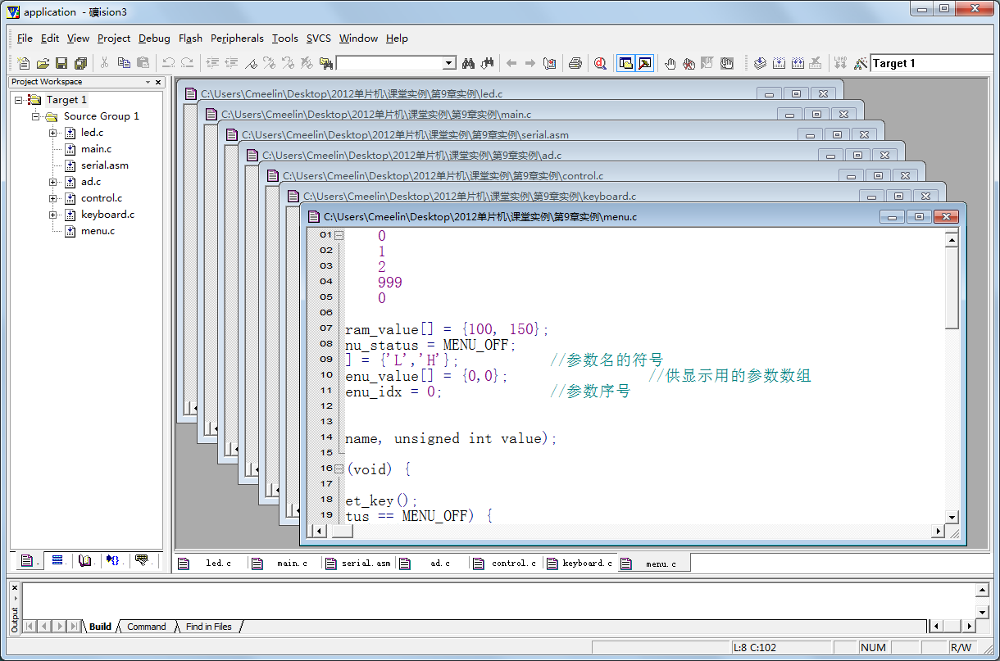 application - 礦ision3
File Edit View Project Debug Flash Peripherals Tools SVCS Window Help
LOAD Target 1
Project Workspace
Target 1
Source Group 1
led.c
main.c
serial.asm
ad.c
control.c
keyboard.c
menu.c
C:\Users\Cmeelin\Desktop\2012单片机\课堂实例\第9章实例\led.c
C:\Users\Cmeelin\Desktop\2012单片机\课堂实例\第9章实例\main.c
C:\Users\Cmeelin\Desktop\2012单片机\课堂实例\第9章实例\serial.asm
C:\Users\Cmeelin\Desktop\2012单片机\课堂实例\第9章实例\ad.c
C:\Users\Cmeelin\Desktop\2012单片机\课堂实例\第9章实例\control.c
C:\Users\Cmeelin\Desktop\2012单片机\课堂实例\第9章实例\keyboard.c
C:\Users\Cmeelin\Desktop\2012单片机\课堂实例\第9章实例\menu.c
01 0
02 1
03 2
04 999
05 0
06
07 ram_value[] = {100, 150};
08 nu_status = MENU_OFF;
09 ] = {'L','H'}; //参数名的符号
10 enu_value[] = {0,0}; //供显示用的参数数组
11 enu_idx = 0; //参数序号
12
13
14 name, unsigned int value);
15
16 (void) {
17
18 et_key();
19 tus == MENU_OFF) {
led.c main.c serial.asm ad.c control.c keyboard.c menu.c
Output
Build Command Find in Files
L:8 C:102 NUM R/W